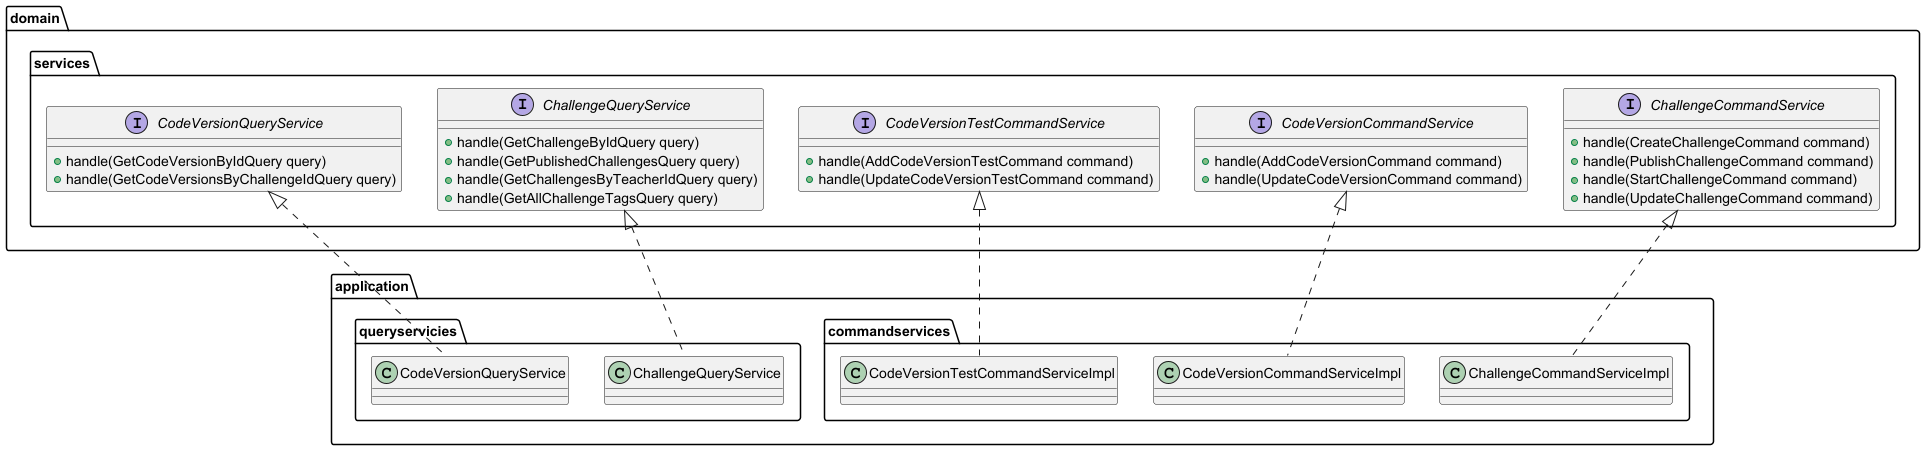 domain
services
I CodeVersionQueryService
handle(GetCodeVersionByIdQuery query)
handle(GetCodeVersionsByChallengeIdQuery query)
I ChallengeQueryService
handle(GetChallengeByIdQuery query)
handle(GetPublishedChallengesQuery query)
handle(GetChallengesByTeacherIdQuery query)
handle(GetAllChallengeTagsQuery query)
I CodeVersionTestCommandService
handle(AddCodeVersionTestCommand command)
handle(UpdateCodeVersionTestCommand command)
I CodeVersionCommandService
handle(AddCodeVersionCommand command)
handle(UpdateCodeVersionCommand command)
I ChallengeCommandService
handle(CreateChallengeCommand command)
handle(PublishChallengeCommand command)
handle(StartChallengeCommand command)
handle(UpdateChallengeCommand command)
application
queryservicies
C CodeVersionQueryService
C ChallengeQueryService
commandservices
C CodeVersionTestCommandServiceImpl
C CodeVersionCommandServiceImpl
C ChallengeCommandServiceImpl